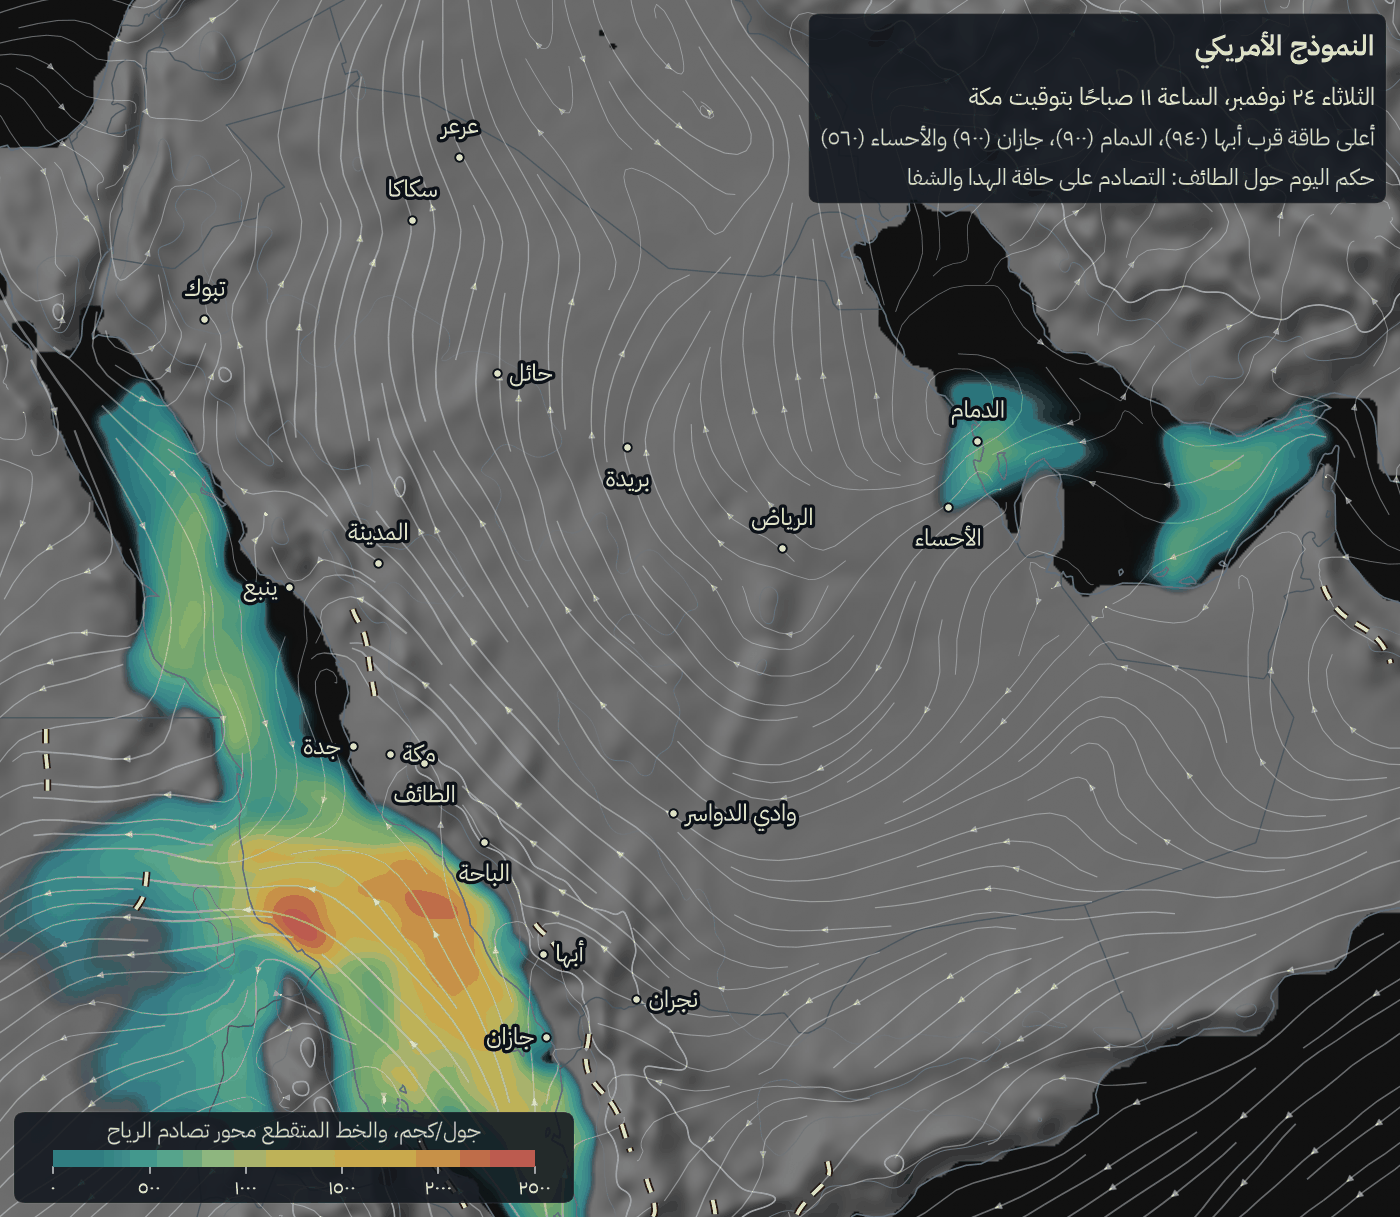 النموذج الأمريكي
الثلاثاء ٢٤ نوفمبر، الساعة ١١ صباحًا بتوقيت مكة
أعلى طاقة قرب أبها (٩٤٠)، الدمام (٩٠٠)، جازان (٩٠٠) والأحساء (٥٦٠)
حكم اليوم حول الطائف: التصادم على حافة الهدا والشفا
عرعر
سكاكا
تبوك
حائل
الدمام
بريدة
الرياض
الأحساء
المدينة
ينبع
جدة
مكة
الطائف
وادي الدواسر
الباحة
أبها
نجران
جازان
جول/كجم، والخط المتقطع محور تصادم الرياح
٠ ٥٠٠ ١٠٠٠ ١٥٠٠ ٢٠٠٠ ٢٥٠٠